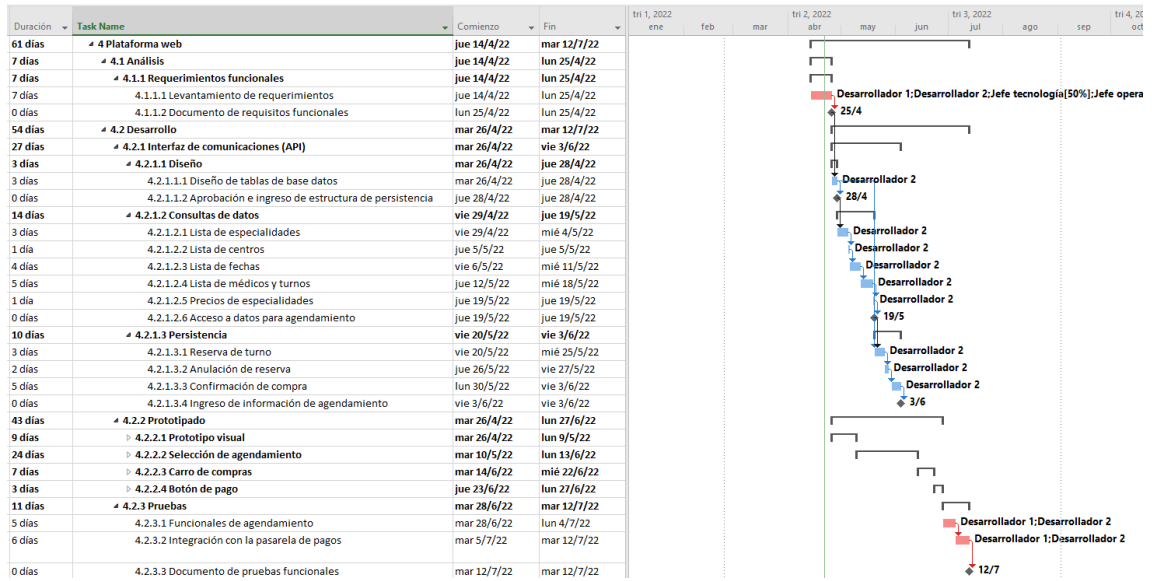 tri 1, 2022 tri 2, 2022 tri 3, 2022 tri 4, 20
Duración Task Name Comienzo Fin ene feb mar abr may jun jul ago sep oct
61 días 4 Plataforma web jue 14/4/22 mar 12/7/22
7 días 4.1 Análisis jue 14/4/22 lun 25/4/22
7 días 4.1.1 Requerimientos funcionales jue 14/4/22 lun 25/4/22
7 días 4.1.1.1 Levantamiento de requerimientos jue 14/4/22 lun 25/4/22 Desarrollador 1;Desarrollador 2;Jefe tecnología[50%];Jefe opera
0 días 4.1.1.2 Documento de requisitos funcionales lun 25/4/22 lun 25/4/22 25/4
54 días 4.2 Desarrollo mar 26/4/22 mar 12/7/22
27 días 4.2.1 Interfaz de comunicaciones (API) mar 26/4/22 vie 3/6/22
3 días 4.2.1.1 Diseño mar 26/4/22 jue 28/4/22
3 días 4.2.1.1.1 Diseño de tablas de base datos mar 26/4/22 jue 28/4/22 Desarrollador 2
0 días 4.2.1.1.2 Aprobación e ingreso de estructura de persistencia jue 28/4/22 jue 28/4/22 28/4
14 días 4.2.1.2 Consultas de datos vie 29/4/22 jue 19/5/22
3 días 4.2.1.2.1 Lista de especialidades vie 29/4/22 mié 4/5/22 Desarrollador 2
1 día 4.2.1.2.2 Lista de centros jue 5/5/22 jue 5/5/22 Desarrollador 2
4 días 4.2.1.2.3 Lista de fechas vie 6/5/22 mié 11/5/22 Desarrollador 2
5 días 4.2.1.2.4 Lista de médicos y turnos jue 12/5/22 mié 18/5/22 Desarrollador 2
1 día 4.2.1.2.5 Precios de especialidades jue 19/5/22 jue 19/5/22 Desarrollador 2
0 días 4.2.1.2.6 Acceso a datos para agendamiento jue 19/5/22 jue 19/5/22 19/5
10 días 4.2.1.3 Persistencia vie 20/5/22 vie 3/6/22
3 días 4.2.1.3.1 Reserva de turno vie 20/5/22 mié 25/5/22 Desarrollador 2
2 días 4.2.1.3.2 Anulación de reserva jue 26/5/22 vie 27/5/22 Desarrollador 2
5 días 4.2.1.3.3 Confirmación de compra lun 30/5/22 vie 3/6/22 Desarrollador 2
0 días 4.2.1.3.4 Ingreso de información de agendamiento vie 3/6/22 vie 3/6/22 3/6
43 días 4.2.2 Prototipado mar 26/4/22 lun 27/6/22
9 días 4.2.2.1 Prototipo visual mar 26/4/22 lun 9/5/22
24 días 4.2.2.2 Selección de agendamiento mar 10/5/22 lun 13/6/22
7 días 4.2.2.3 Carro de compras mar 14/6/22 mié 22/6/22
3 días 4.2.2.4 Botón de pago jue 23/6/22 lun 27/6/22
11 días 4.2.3 Pruebas mar 28/6/22 mar 12/7/22
5 días 4.2.3.1 Funcionales de agendamiento mar 28/6/22 lun 4/7/22 Desarrollador 1;Desarrollador 2
6 días 4.2.3.2 Integración con la pasarela de pagos mar 5/7/22 mar 12/7/22 Desarrollador 1;Desarrollador 2
0 días 4.2.3.3 Documento de pruebas funcionales mar 12/7/22 mar 12/7/22 12/7